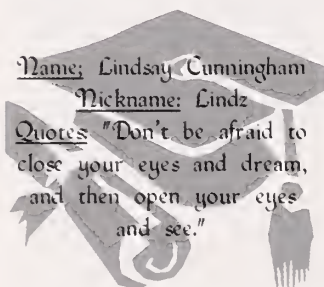 Name: Lindsay Cunningham
Nickname: Lindz
Quotes "Don't be afraid to
close your eyes and dream,
and then open your eyes
and see."